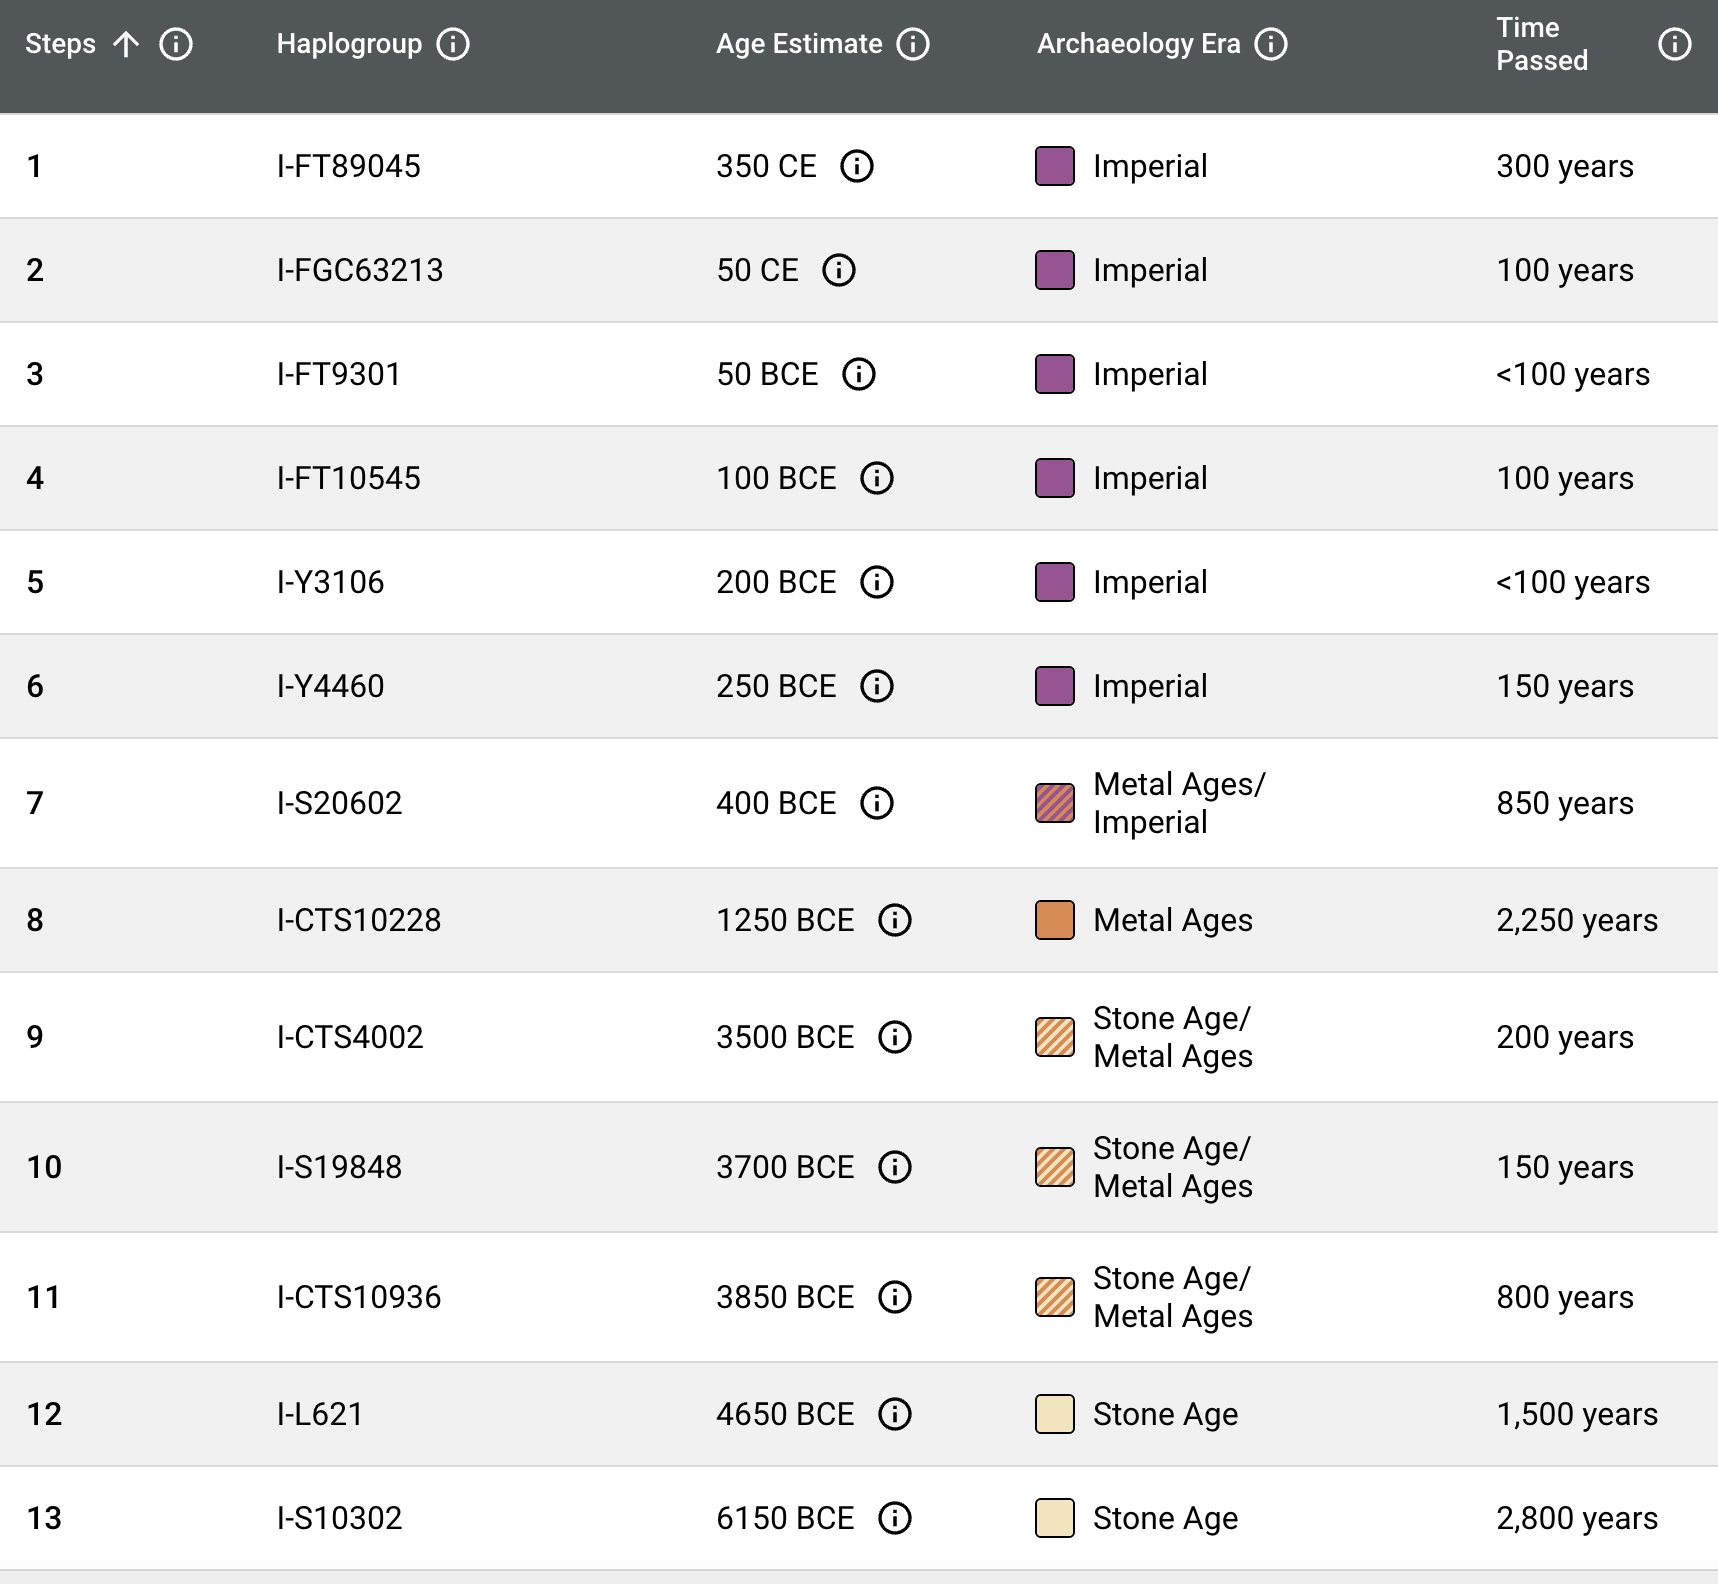 Steps ↑ Haplogroup Age Estimate Archaeology Era Time Passed
1 I-FT89045 350 CE Imperial 300 years
2 I-FGC63213 50 CE Imperial 100 years
3 I-FT9301 50 BCE Imperial <100 years
4 I-FT10545 100 BCE Imperial 100 years
5 I-Y3106 200 BCE Imperial <100 years
6 I-Y4460 250 BCE Imperial 150 years
7 I-S20602 400 BCE Metal Ages/ Imperial 850 years
8 I-CTS10228 1250 BCE Metal Ages 2,250 years
9 I-CTS4002 3500 BCE Stone Age/ Metal Ages 200 years
10 I-S19848 3700 BCE Stone Age/ Metal Ages 150 years
11 I-CTS10936 3850 BCE Stone Age/ Metal Ages 800 years
12 I-L621 4650 BCE Stone Age 1,500 years
13 I-S10302 6150 BCE Stone Age 2,800 years